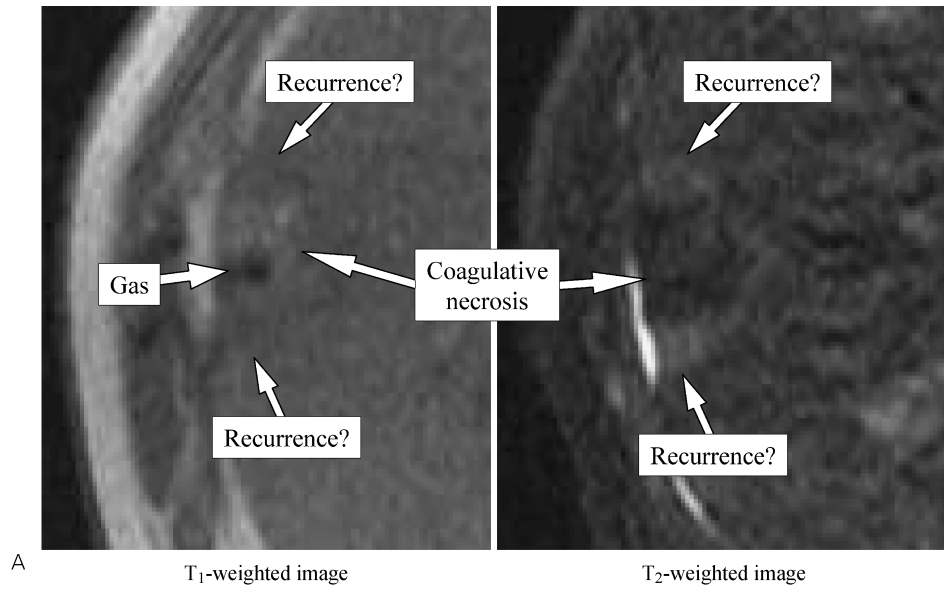 Recurrence?
Recurrence?
Gas
Coagulative
necrosis
Recurrence?
Recurrence?
A
T₁-weighted image
T₂-weighted image